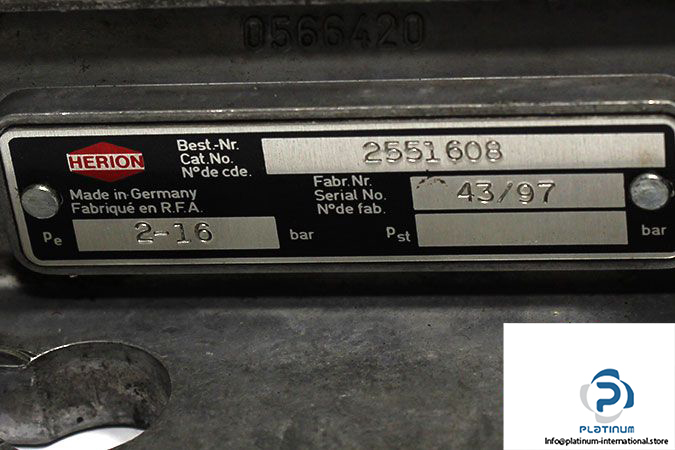 0566420
HERION
Best.-Nr.
Cat.No.
N°de cde.
2551608
Made in Germany
Fabriqué en R.F.A.
Fabr.Nr.
Serial No.
N°de fab.
43/97
Pe 2-16 bar
Pst bar
PLATINUM
Info@platinum-international.store